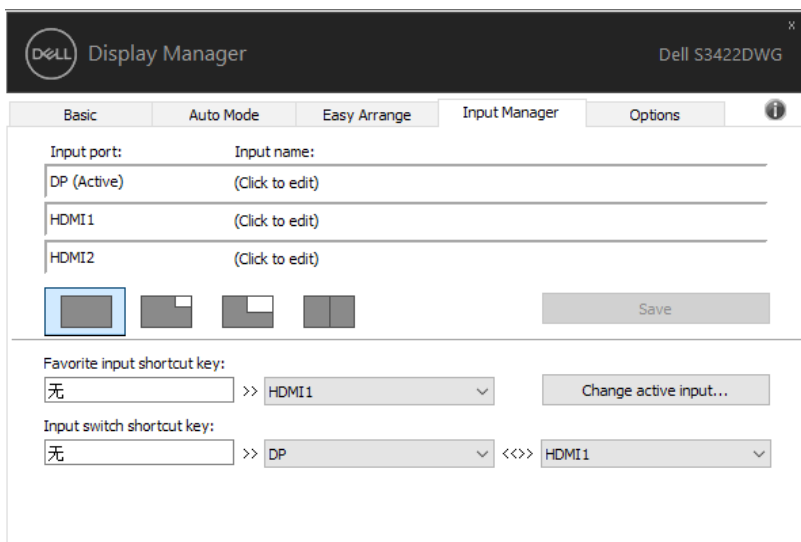 x
DELL Display Manager Dell S3422DWG
Basic Auto Mode Easy Arrange Input Manager Options i
Input port: Input name:
DP (Active) (Click to edit)
HDMI1 (Click to edit)
HDMI2 (Click to edit)
Save
Favorite input shortcut key:
无 >> HDMI1 Change active input...
Input switch shortcut key:
无 >> DP <<>> HDMI1